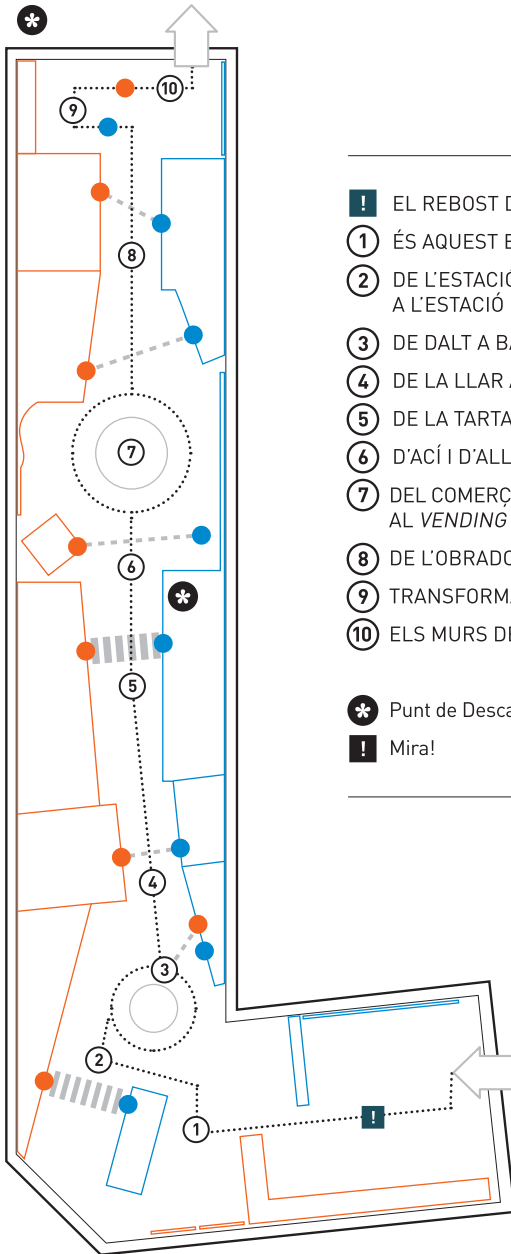 *
10
9
8
7
6
*
5
4
3
2
1
!
! EL REBOST D
1 ÉS AQUEST E
2 DE L'ESTACIÓ
A L'ESTACIÓ
3 DE DALT A BA
4 DE LA LLAR A
5 DE LA TARTA
6 D'ACÍ I D'ALL
7 DEL COMERÇ
AL VENDING
8 DE L'OBRADO
9 TRANSFORMA
10 ELS MURS DE
* Punt de Desca
! Mira!